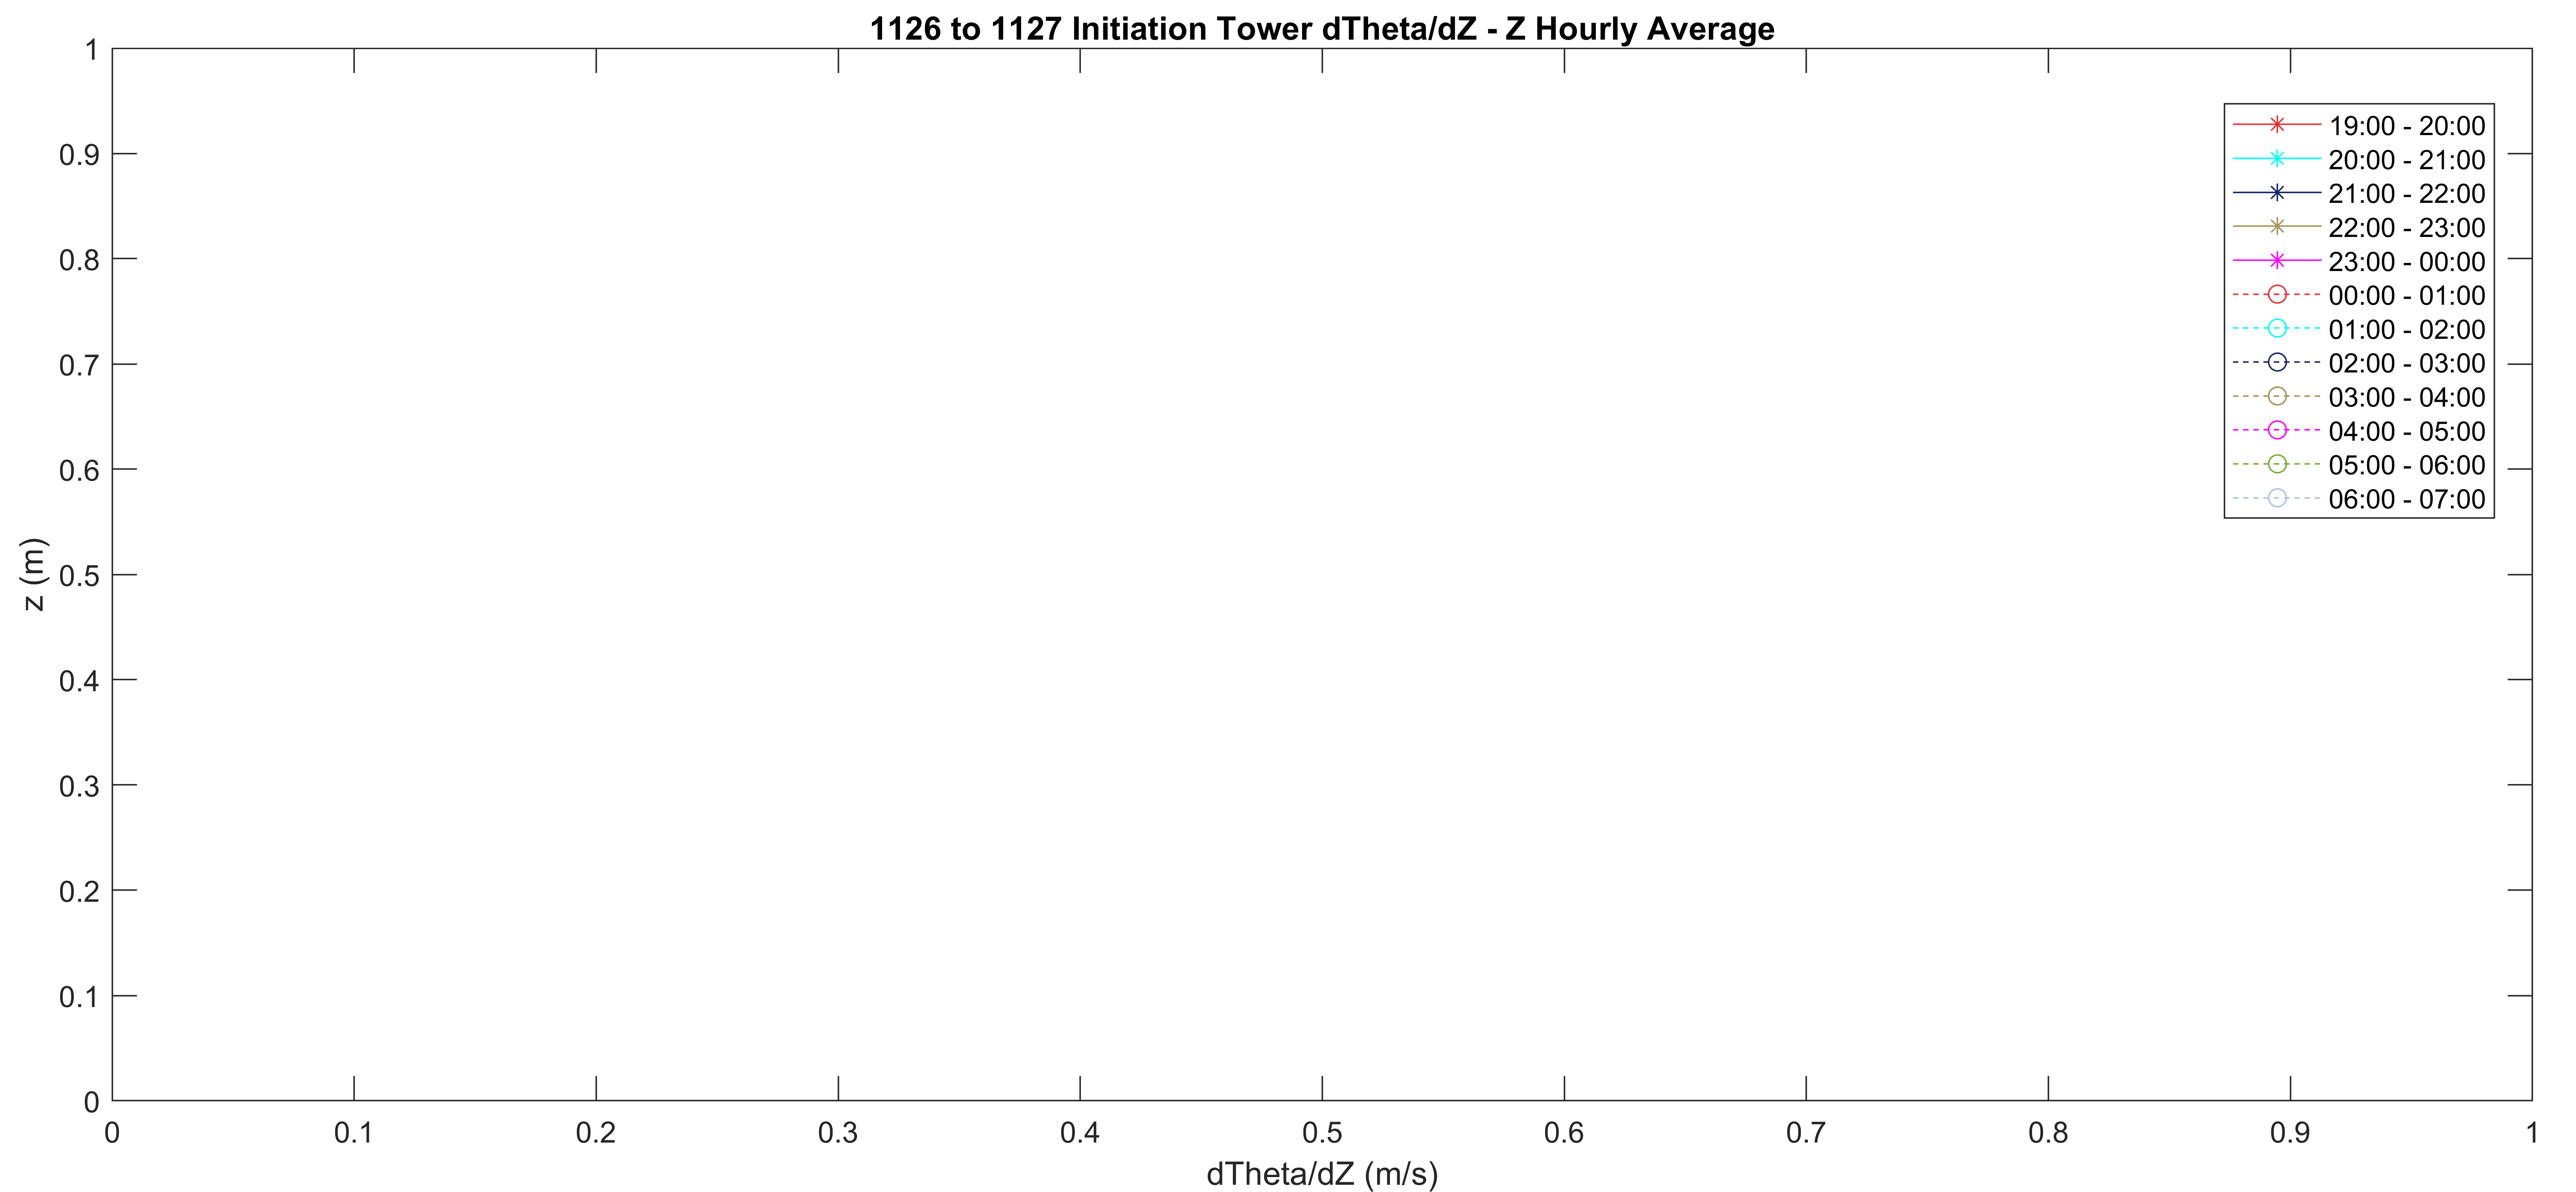 1126 to 1127 Initiation Tower dTheta/dZ - Z Hourly Average
1
0.9
0.8
0.7
0.6
0.5
0.4
0.3
0.2
0.1
0
z (m)
19:00 - 20:00
20:00 - 21:00
21:00 - 22:00
22:00 - 23:00
23:00 - 00:00
00:00 - 01:00
01:00 - 02:00
02:00 - 03:00
03:00 - 04:00
04:00 - 05:00
05:00 - 06:00
06:00 - 07:00
0 0.1 0.2 0.3 0.4 0.5 0.6 0.7 0.8 0.9 1
dTheta/dZ (m/s)